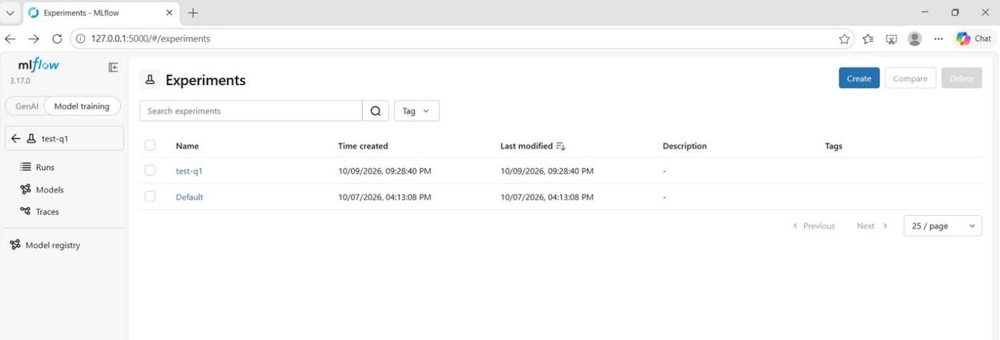 Experiments - MLflow
127.0.0.1:5000/#/experiments
Chat
mlflow
3.17.0
GenAI Model training
test-q1
Runs
Models
Traces
Model registry
Experiments
Create Compare Delete
Search experiments Tag
Name Time created Last modified Description Tags
test-q1 10/09/2026, 09:28:40 PM 10/09/2026, 09:28:40 PM -
Default 10/07/2026, 04:13:08 PM 10/07/2026, 04:13:08 PM -
Previous Next 25 / page